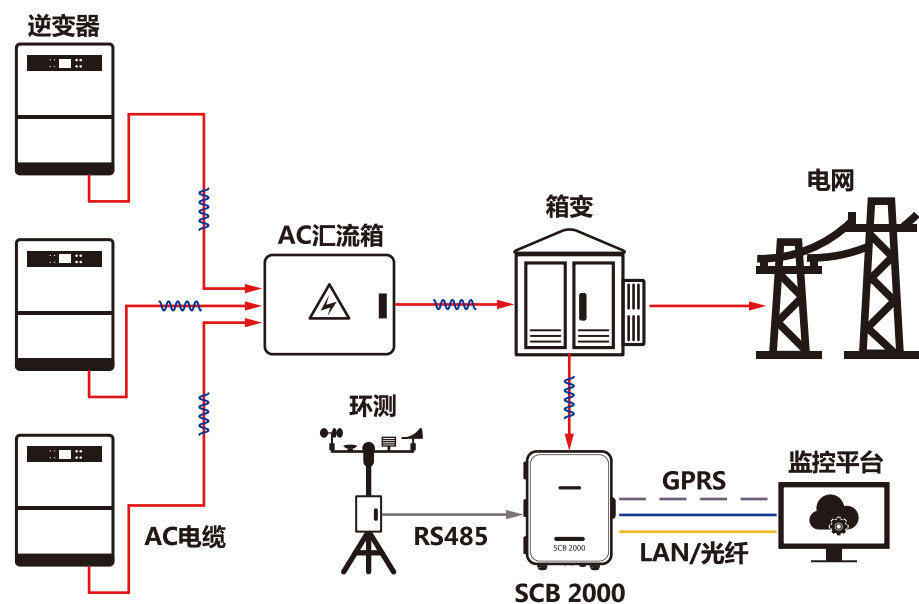 逆变器
电网
箱变
AC汇流箱
环测
监控平台
GPRS
AC电缆
RS485
SCB 2000
LAN/光纤
SCB 2000